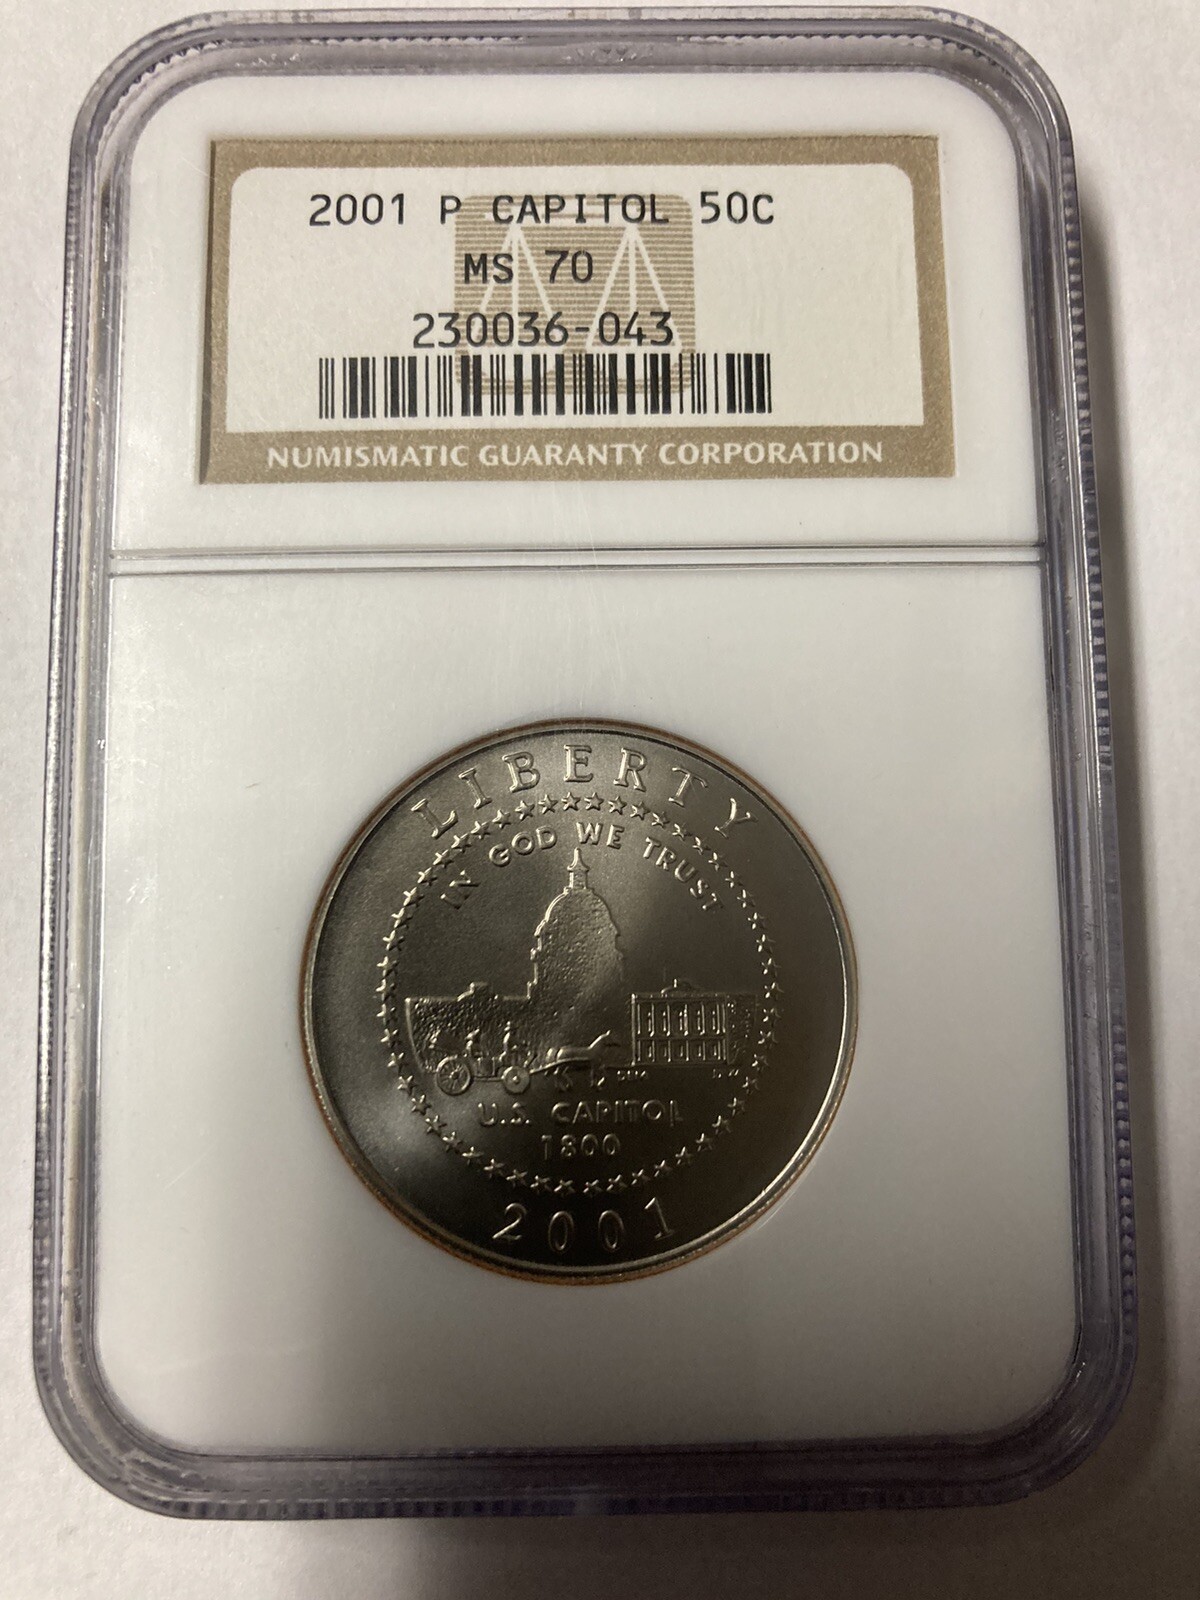 2001 P CAPITOL 50C
MS 70
230036-043
NUMISMATIC GUARANTY CORPORATION
LIBERTY
IN GOD WE TRUST
U.S. CAPITOL
1800
2001